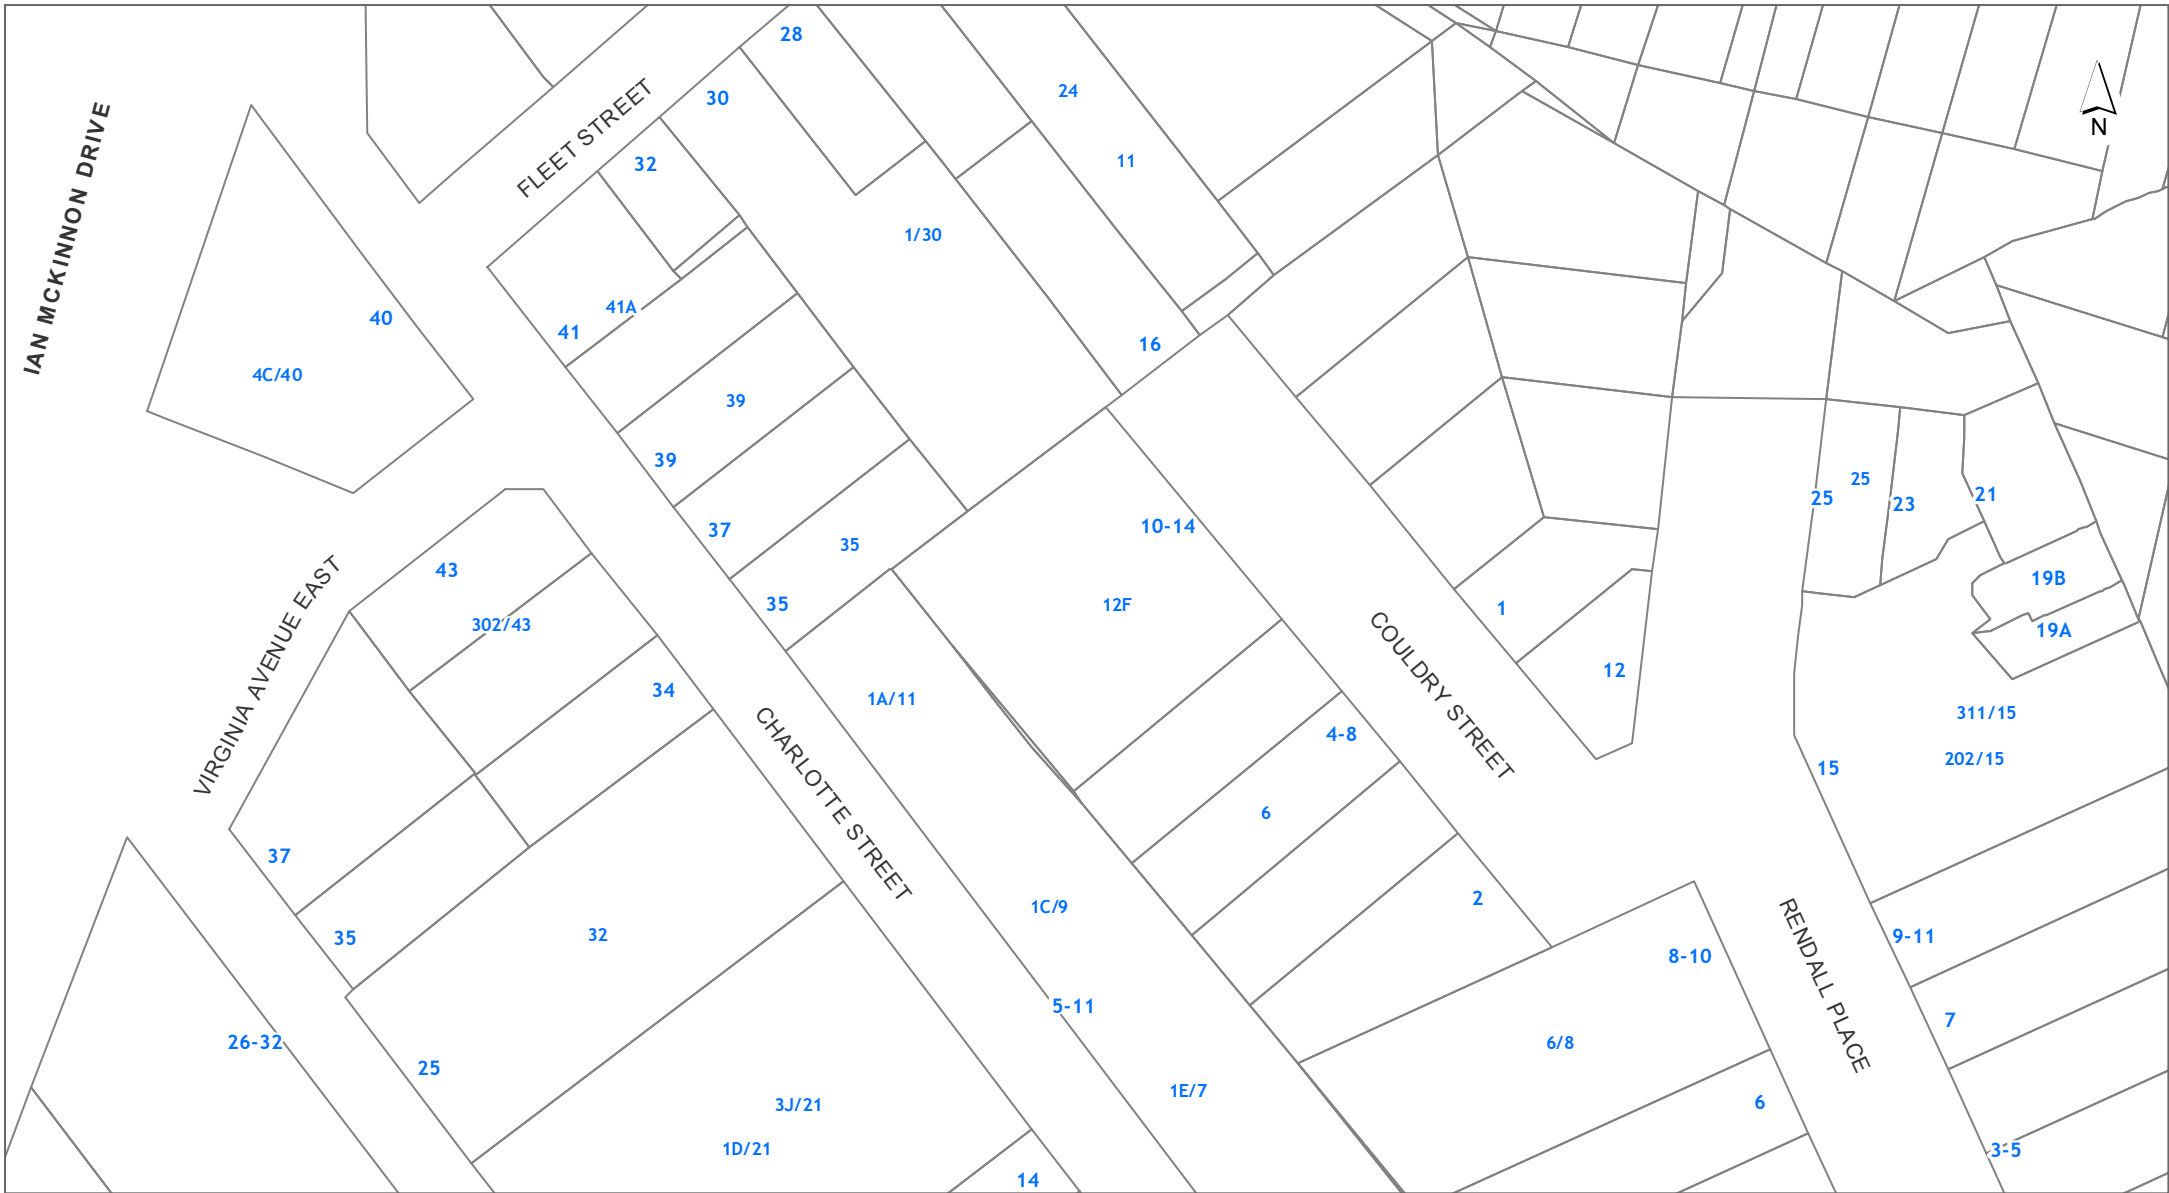 28
30
24
FLEET STREET
N
IAN MCKINNON DRIVE
32
11
1/30
41A
40
41
16
4C/40
39
39
25
21
25
23
10-14
37
35
43
19B
35
12F
1
302/43
19A
VIRGINIA AVENUE EAST
COULDRY STREET
12
34
1A/11
311/15
CHARLOTTE STREET
4-8
202/15
15
6
37
2
1C/9
RENDALL PLACE
35
32
9-11
8-10
5-11
7
26-32
6/8
25
1E/7
3J/21
6
1D/21
3-5
14